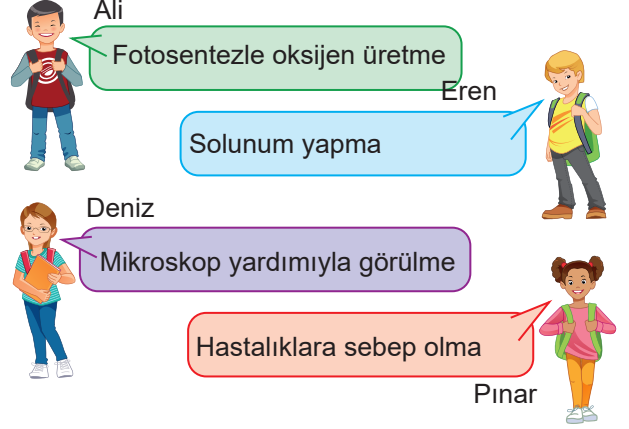 Ali
Fotosentezle oksijen üretme
Eren
Solunum yapma
Deniz
Mikroskop yardımıyla görülme
Hastalıklara sebep olma
Pınar